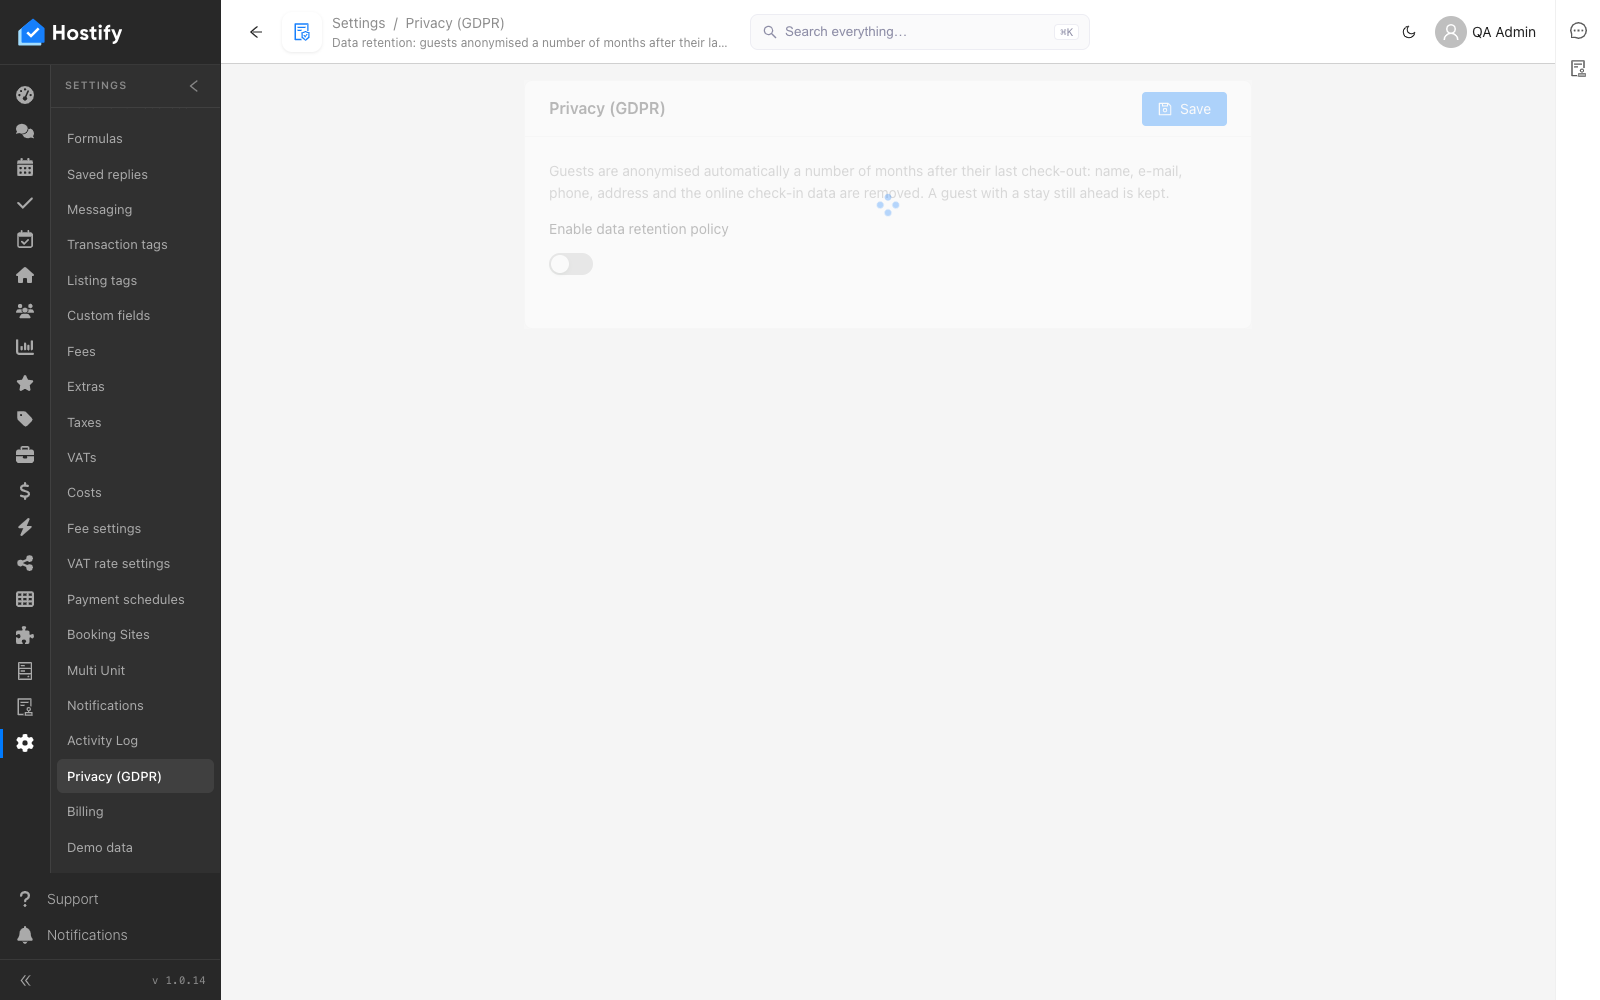 Hostify
Settings / Privacy (GDPR)
Data retention: guests anonymised a number of months after their la...
Search everything...
⌘K
QA Admin
SETTINGS
Formulas
Saved replies
Messaging
Transaction tags
Listing tags
Custom fields
Fees
Extras
Taxes
VATs
Costs
Fee settings
VAT rate settings
Payment schedules
Booking Sites
Multi Unit
Notifications
Activity Log
Privacy (GDPR)
Billing
Demo data
Support
Notifications
v 1.0.14
Privacy (GDPR)
Save
Guests are anonymised automatically a number of months after their last check-out: name, e-mail,
phone, address and the online check-in data are removed. A guest with a stay still ahead is kept.
Enable data retention policy